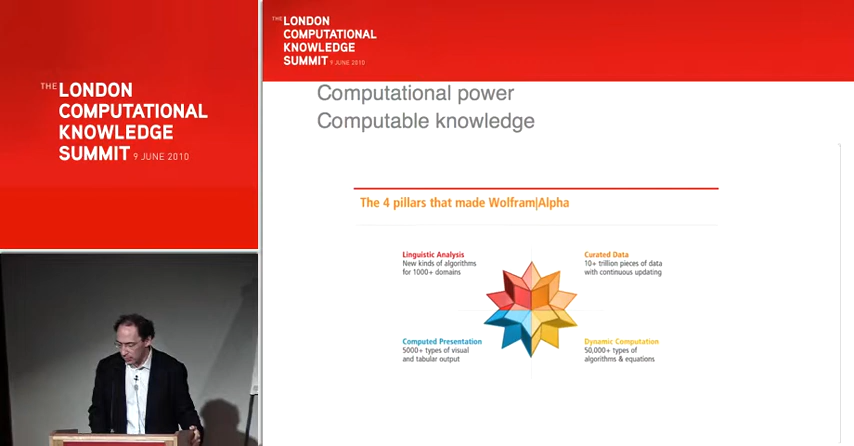 THE LONDON
COMPUTATIONAL
KNOWLEDGE
SUMMIT 9 JUNE 2010
THE LONDON
COMPUTATIONAL
KNOWLEDGE
SUMMIT 9 JUNE 2010
Computational power
Computable knowledge
The 4 pillars that made Wolfram|Alpha
Linguistic Analysis
New kinds of algorithms
for 1000+ domains
Curated Data
10+ trillion pieces of data
with continuous updating
Computed Presentation
5000+ types of visual
and tabular output
Dynamic Computation
50,000+ types of
algorithms & equations